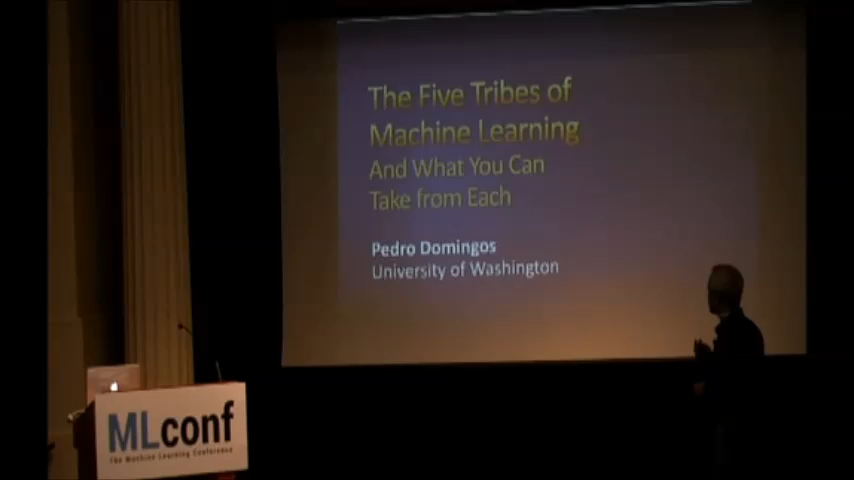 The Five Tribes of
Machine Learning
And What You Can
Take from Each
Pedro Domingos
University of Washington
MLconf
The Machine Learning Conference